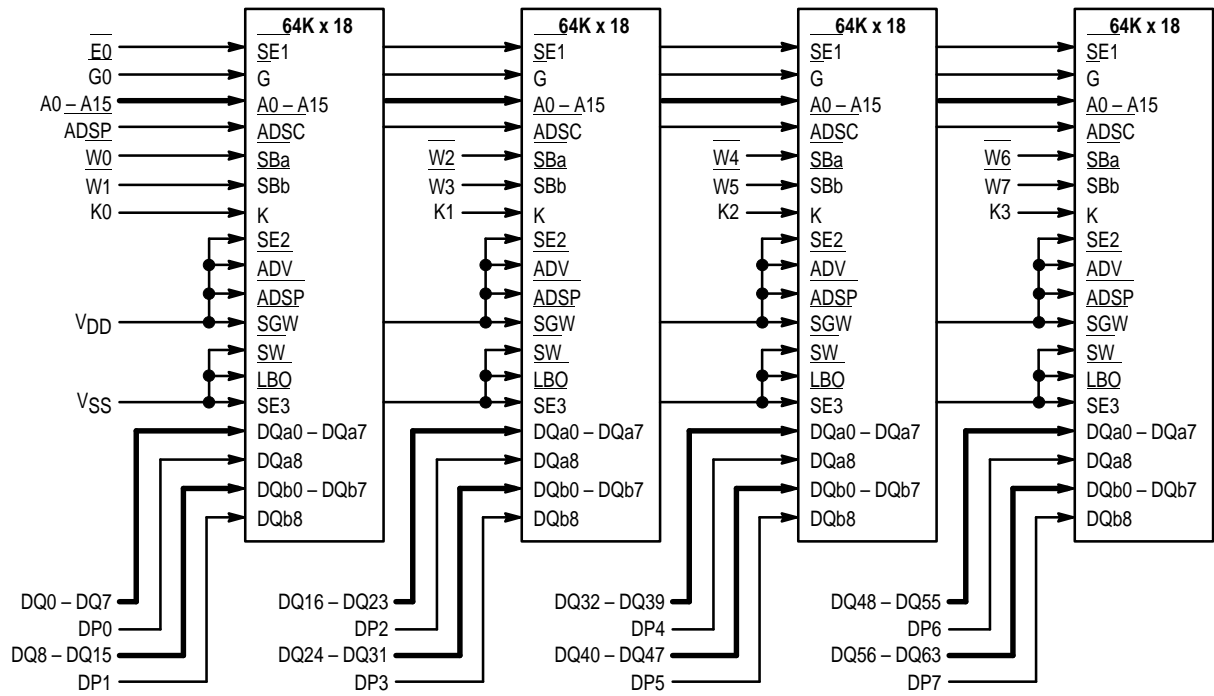 64K x 18
64K x 18
64K x 18
64K x 18
E0
SE1
SE1
SE1
SE1
G0
G
G
G
G
A0 – A15
A0 – A15
A0 – A15
A0 – A15
A0 – A15
ADSP
ADSC
ADSC
ADSC
ADSC
W0
SBa
W2
SBa
W4
SBa
W6
SBa
W1
SBb
W3
SBb
W5
SBb
W7
SBb
K0
K
K1
K
K2
K
K3
K
SE2
SE2
SE2
SE2
ADV
ADV
ADV
ADV
ADSP
ADSP
ADSP
ADSP
VDD
SGW
SGW
SGW
SGW
SW
SW
SW
SW
LBO
LBO
LBO
LBO
VSS
SE3
SE3
SE3
SE3
DQa0 – DQa7
DQa0 – DQa7
DQa0 – DQa7
DQa0 – DQa7
DQa8
DQa8
DQa8
DQa8
DQb0 – DQb7
DQb0 – DQb7
DQb0 – DQb7
DQb0 – DQb7
DQb8
DQb8
DQb8
DQb8
DQ0 – DQ7
DQ16 – DQ23
DQ32 – DQ39
DQ48 – DQ55
DP0
DP2
DP4
DP6
DQ8 – DQ15
DQ24 – DQ31
DQ40 – DQ47
DQ56 – DQ63
DP1
DP3
DP5
DP7